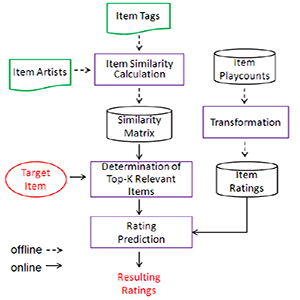 Item Tags
Item Artists
Item Similarity
Calculation
Item
Playcounts
Similarity
Matrix
Transformation
Target
Item
Determination of
Top-K Relevant
Items
Item
Ratings
Rating
Prediction
offline
online
Resulting
Ratings